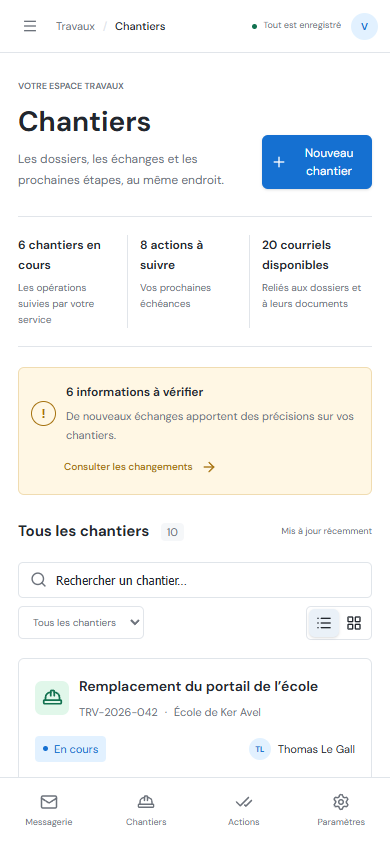 Travaux / Chantiers
Tout est enregistré
V
VOTRE ESPACE TRAVAUX
Chantiers
Les dossiers, les échanges et les
prochaines étapes, au même endroit.
Nouveau
chantier
6 chantiers en
cours
Les opérations
suivies par votre
service
8 actions à
suivre
Vos prochaines
échéances
20 courriels
disponibles
Reliés aux dossiers et
à leurs documents
!
6 informations à vérifier
De nouveaux échanges apportent des précisions sur vos
chantiers.
Consulter les changements
Tous les chantiers 10
Mis à jour récemment
Rechercher un chantier...
Tous les chantiers
Remplacement du portail de l’école
TRV-2026-042 · École de Ker Avel
En cours
TL Thomas Le Gall
Messagerie
Chantiers
Actions
Paramètres